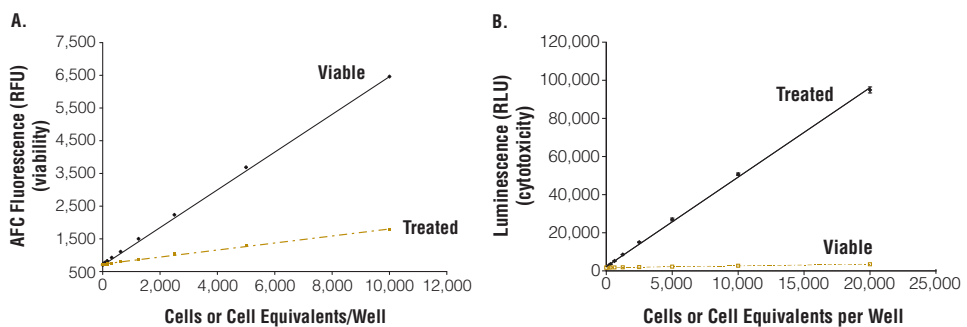 A.
AFC Fluorescence (RFU)
(viability)
7,500
6,500
5,500
4,500
3,500
2,500
1,500
500
Viable
Treated
0
2,000
4,000
6,000
8,000
10,000
12,000
Cells or Cell Equivalents/Well
B.
Luminescence (RLU)
(cytotoxicity)
120,000
100,000
80,000
60,000
40,000
20,000
0
Treated
Viable
0
5,000
10,000
15,000
20,000
25,000
Cells or Cell Equivalents per Well